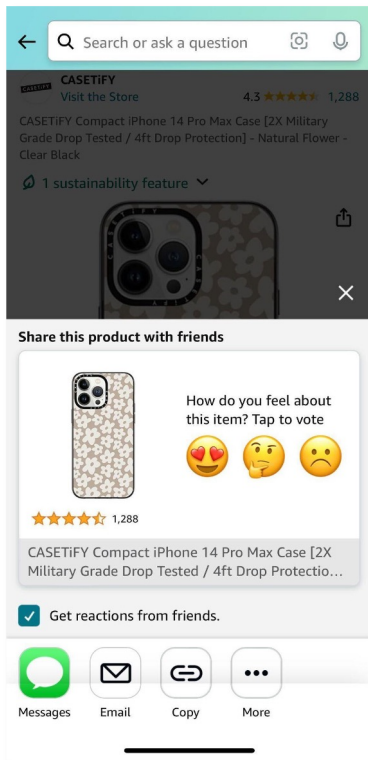 Search or ask a question
CASETiFY
CASETiFY
Visit the Store
4.3
1,288
CASETiFY Compact iPhone 14 Pro Max Case [2X Military
Grade Drop Tested / 4ft Drop Protection] - Natural Flower -
Clear Black
1 sustainability feature
CASETiFY
Share this product with friends
How do you feel about
this item? Tap to vote
1,288
CASETiFY Compact iPhone 14 Pro Max Case [2X
Military Grade Drop Tested / 4ft Drop Protectio...
Get reactions from friends.
Messages
Email
Copy
More